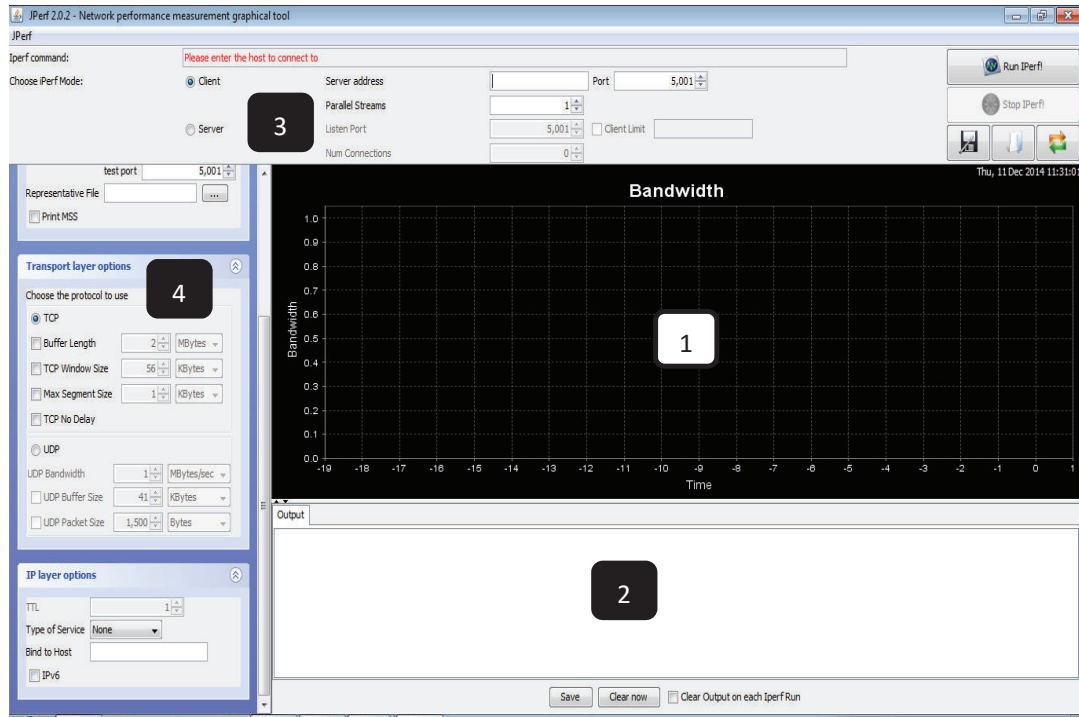 JPerf 2.0.2 - Network performance measurement graphical tool
JPerf
Iperf command: Please enter the host to connect to
Choose iPerf Mode: Client Server address Port 5,001
Parallel Streams 1
Server 3 Listen Port 5,001 Client Limit
Num Connections 0
Run IPerf!
Stop IPerf!
test port 5,001
Representative File ...
Print MSS
Transport layer options
4
Choose the protocol to use
TCP
Buffer Length 2 MBytes
TCP Window Size 56 KBytes
Max Segment Size 1 KBytes
TCP No Delay
UDP
UDP Bandwidth 1 MBytes/sec
UDP Buffer Size 41 KBytes
UDP Packet Size 1,500 Bytes
IP layer options
TTL 1
Type of Service None
Bind to Host
IPv6
Thu, 11 Dec 2014 11:31:01
Bandwidth
1.0
0.9
0.8
0.7
0.6
0.5
0.4
0.3
0.2
0.1
0.0
Bandwidth
1
-19 -18 -17 -16 -15 -14 -13 -12 -11 -10 -9 -8 -7 -6 -5 -4 -3 -2 -1 0 1
Time
Output
2
Save Clear now Clear Output on each Iperf Run